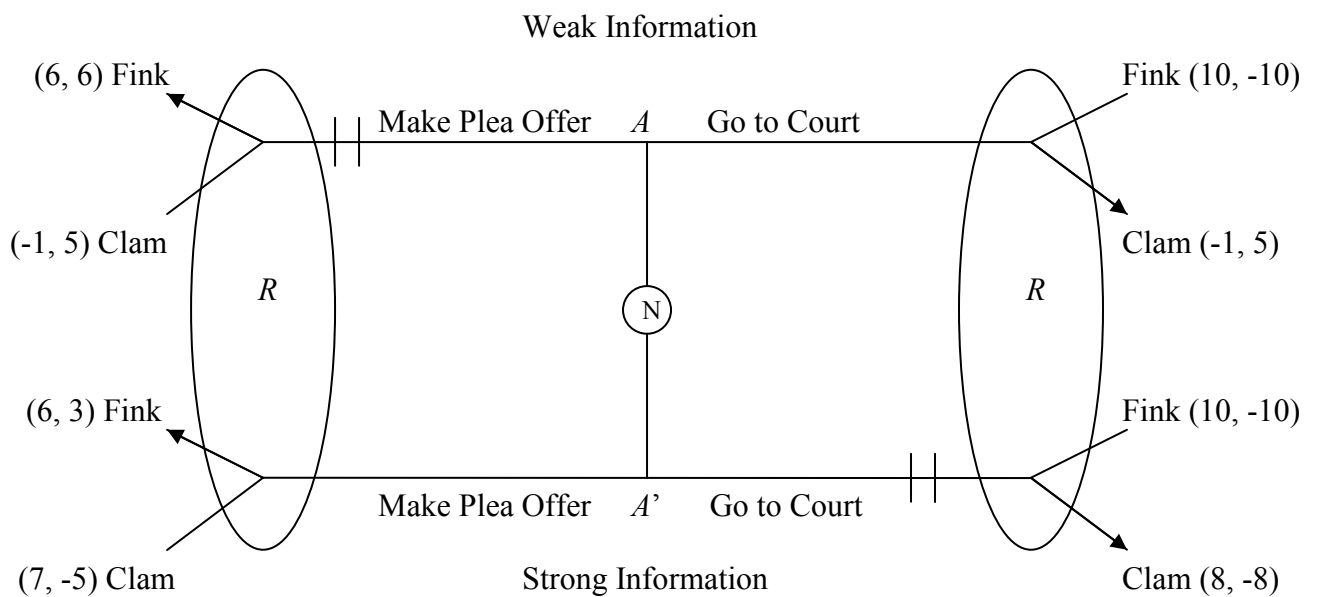 Weak Information
(6, 6) Fink
Fink (10, -10)
Make Plea Offer A Go to Court
(-1, 5) Clam
Clam (-1, 5)
R
R
N
(6, 3) Fink
Fink (10, -10)
Make Plea Offer A’ Go to Court
(7, -5) Clam
Strong Information
Clam (8, -8)